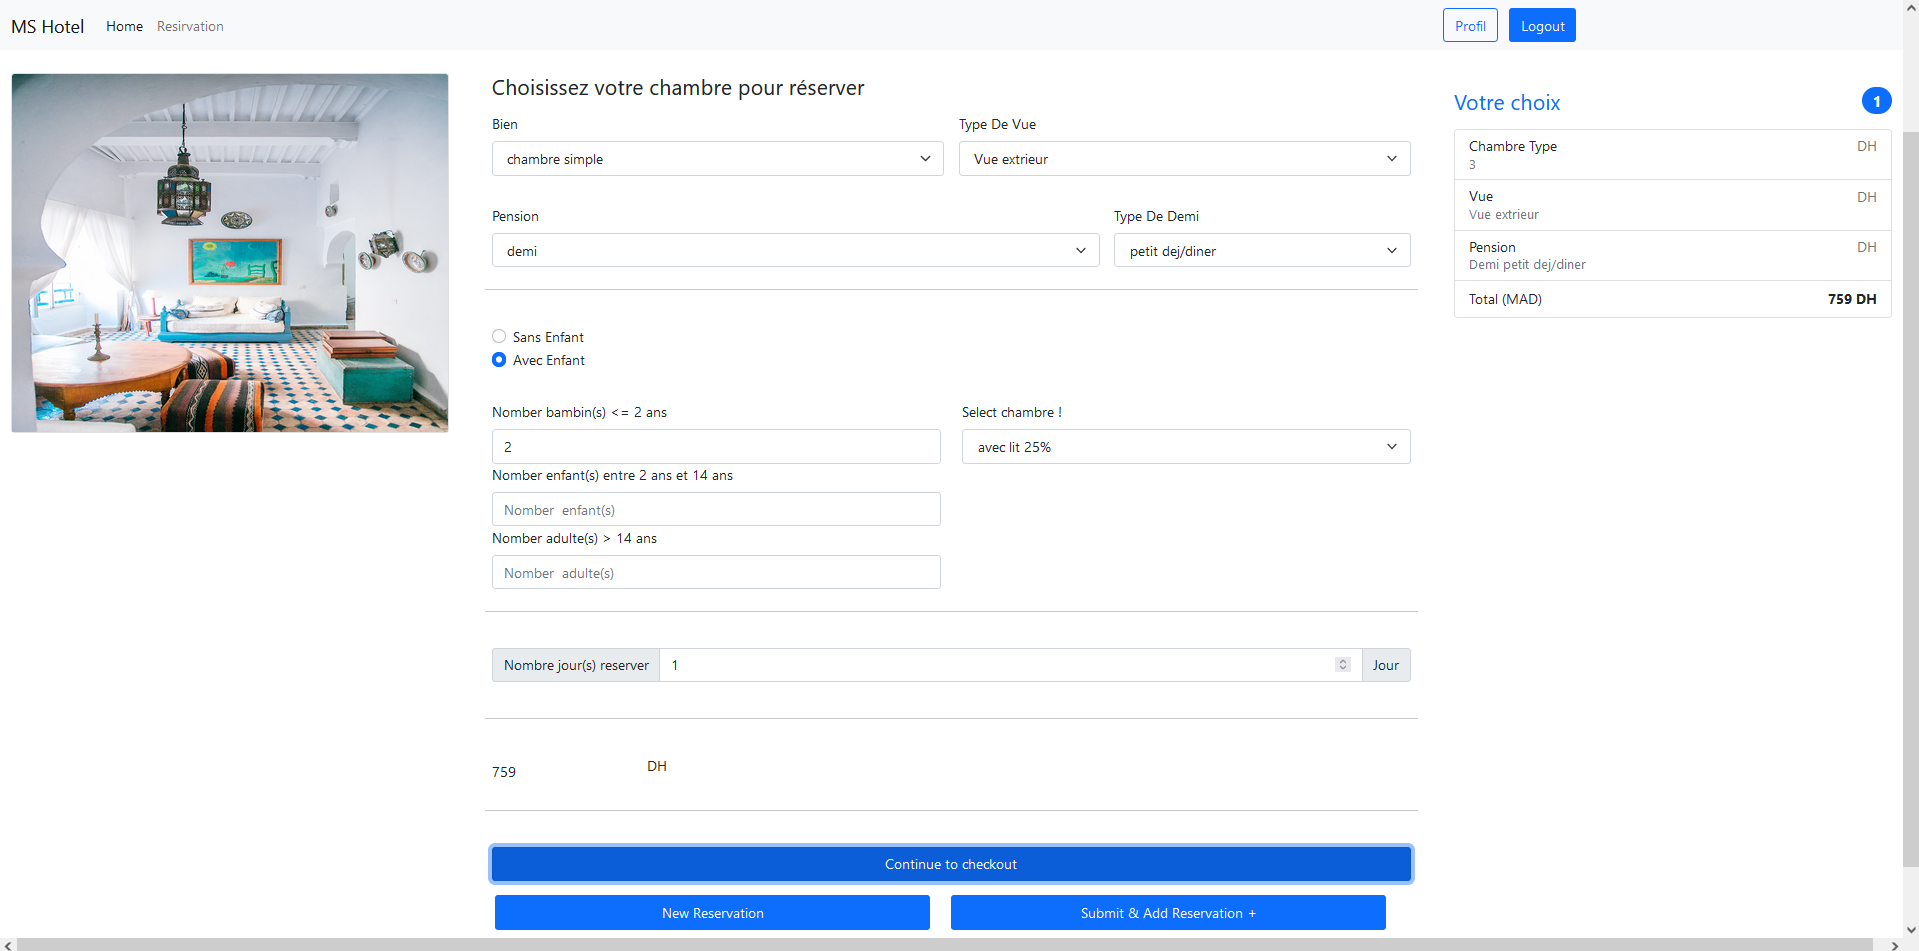 MS Hotel Home Resirvation Profil Logout
Choisissez votre chambre pour réserver
Bien
chambre simple
Type De Vue
Vue extrieur
Pension
demi
Type De Demi
petit dej/diner
Sans Enfant
Avec Enfant
Nomber bambin(s) <= 2 ans
2
Select chambre !
avec lit 25%
Nomber enfant(s) entre 2 ans et 14 ans
Nomber  enfant(s)
Nomber adulte(s) > 14 ans
Nomber  adulte(s)
Nombre jour(s) reserver 1 Jour
759 DH
Continue to checkout
New Reservation
Submit & Add Reservation +
Votre choix 1
Chambre Type DH
3
Vue DH
Vue extrieur
Pension DH
Demi petit dej/diner
Total (MAD) 759 DH